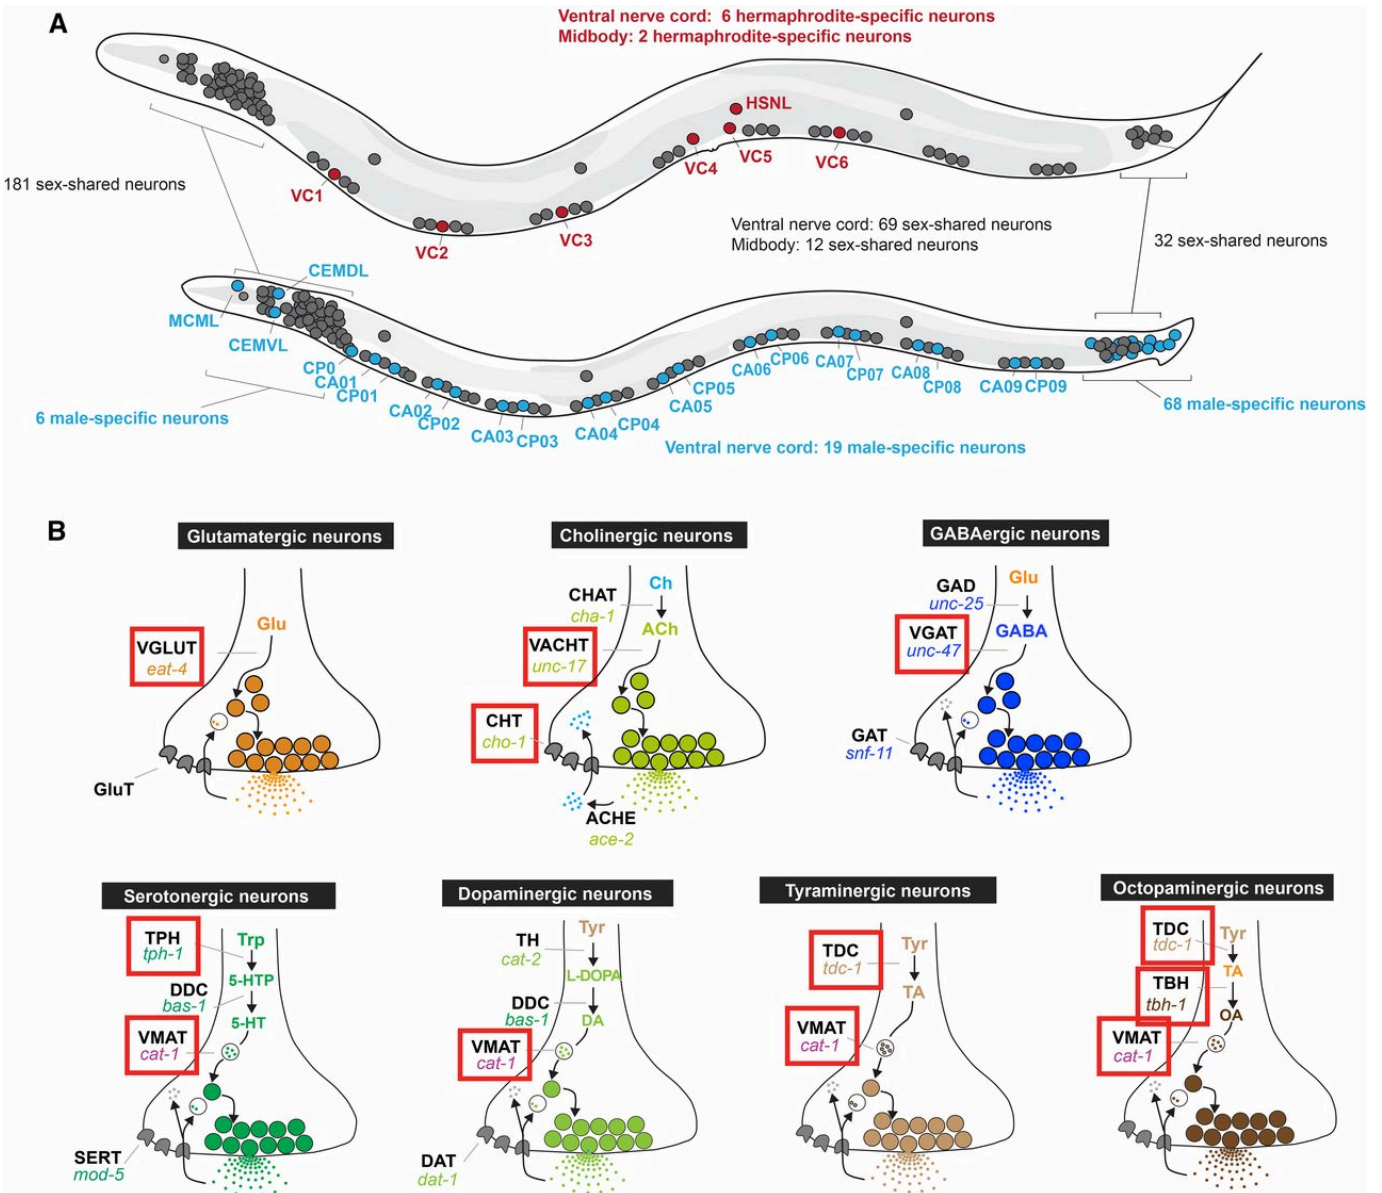 A
Ventral nerve cord: 6 hermaphrodite-specific neurons
Midbody: 2 hermaphrodite-specific neurons
HSNL
VC4
VC5
VC6
181 sex-shared neurons
VC1
VC2
VC3
Ventral nerve cord: 69 sex-shared neurons
Midbody: 12 sex-shared neurons
32 sex-shared neurons
CEMDL
MCML
CEMVL
CP0
CA01
CP01
CA02
CP02
CA03
CP03
CA04
CP04
CA05
CP05
CA06
CP06
CA07
CP07
CA08
CP08
CA09
CP09
6 male-specific neurons
68 male-specific neurons
Ventral nerve cord: 19 male-specific neurons
B
Glutamatergic neurons
Glu
VGLUT
eat-4
GluT
Cholinergic neurons
Ch
CHAT
cha-1
ACh
VACHT
unc-17
CHT
cho-1
ACHE
ace-2
GABAergic neurons
Glu
GAD
unc-25
GABA
VGAT
unc-47
GAT
snf-11
Serotonergic neurons
TPH
tph-1
Trp
5-HTP
DDC
bas-1
5-HT
VMAT
cat-1
SERT
mod-5
Dopaminergic neurons
Tyr
TH
cat-2
L-DOPA
DDC
bas-1
DA
VMAT
cat-1
DAT
dat-1
Tyraminergic neurons
TDC
tdc-1
Tyr
TA
VMAT
cat-1
Octopaminergic neurons
TDC
tdc-1
Tyr
TA
TBH
tbh-1
OA
VMAT
cat-1